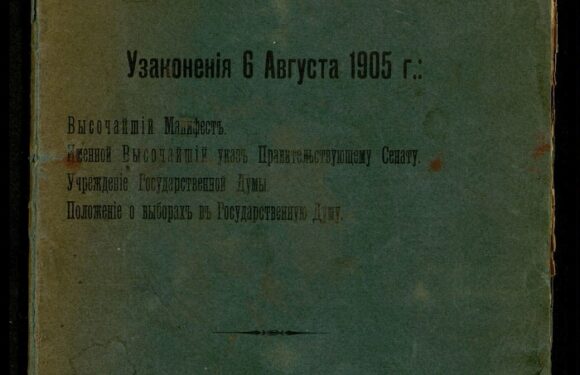 Узаконенія 6 Августа 1905 г.:
Высочайшій Манифестъ.
Именной Высочайшій указъ Правительствующему Сенату.
Учрежденіе Государственной Думы
Положеніе о выборахъ въ Государственную Думу.